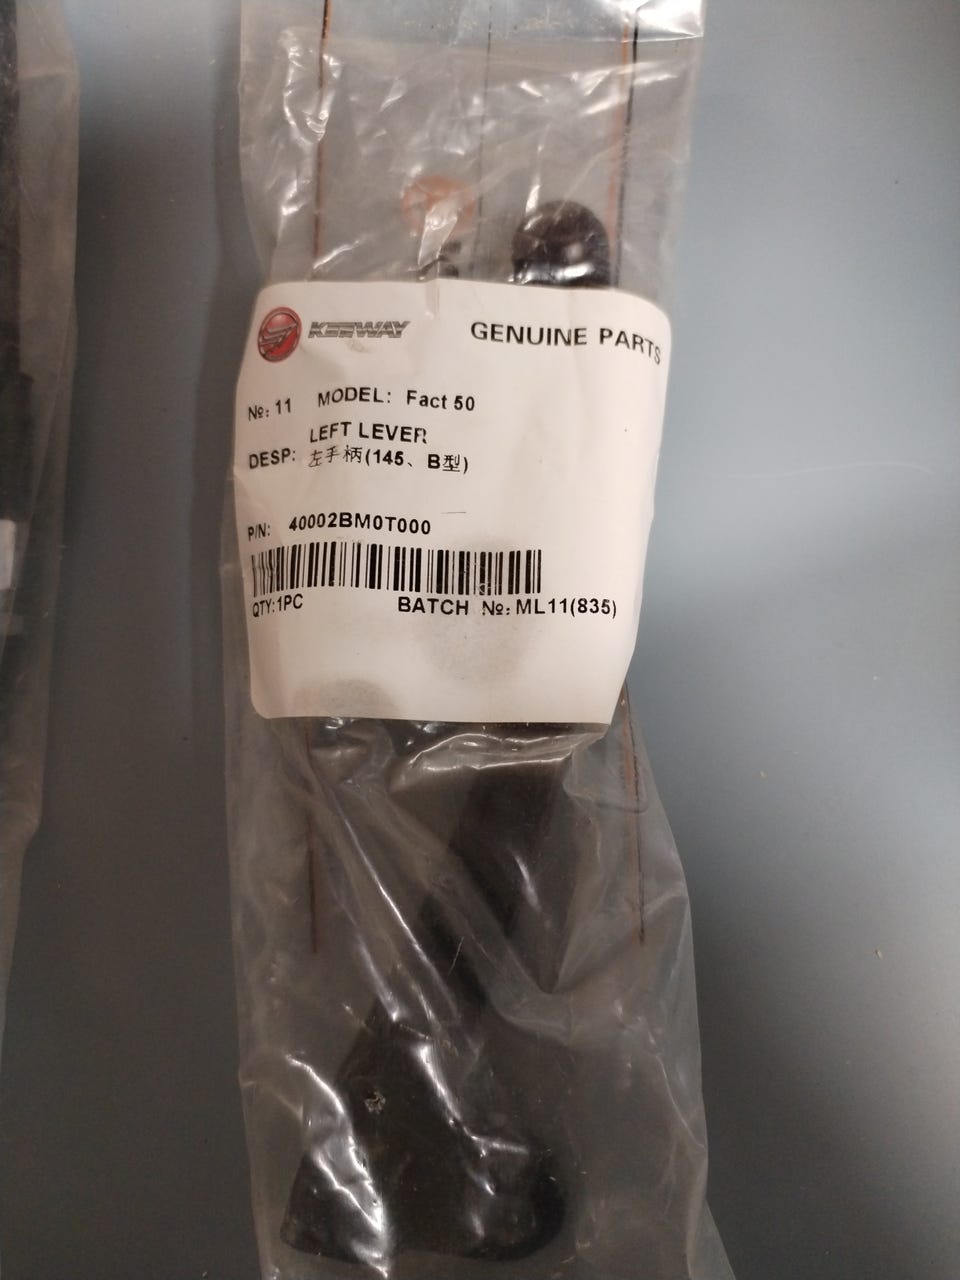 KEEWAY GENUINE PARTS
№: 11 MODEL: Fact 50
LEFT LEVER
DESP: 左手柄(145、B型)
P/N: 40002BM0T000
QTY:1PC BATCH №: ML11(835)